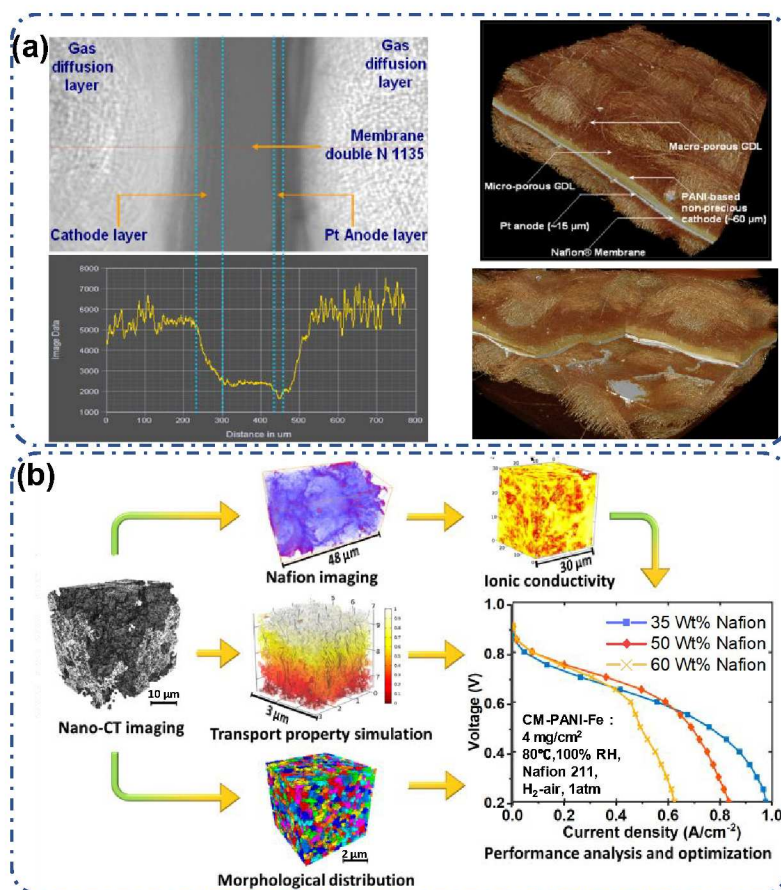 (a)
Gas
diffusion
layer
Gas
diffusion
layer
Membrane
double N 1135
Cathode layer
Pt Anode layer
8000
7000
6000
5000
4000
3000
2000
1000
Image Data
0
100
200
300
400
500
600
700
800
Distance in um
Macro-porous GDL
Micro-porous GDL
PANI-based
non-precious
cathode (~60 µm)
Pt anode (~15 µm)
Nafion® Membrane
(b)
48 µm
Nafion imaging
30 µm
Ionic conductivity
10 µm
Nano-CT imaging
3 µm
Transport property simulation
2 µm
Morphological distribution
1.0
0.8
0.6
0.4
0.2
Voltage (V)
35 Wt% Nafion
50 Wt% Nafion
60 Wt% Nafion
CM-PANI-Fe :
4 mg/cm²
80℃,100% RH,
Nafion 211,
H₂-air, 1atm
0.0
0.2
0.4
0.6
0.8
1.0
Current density (A/cm⁻²)
Performance analysis and optimization